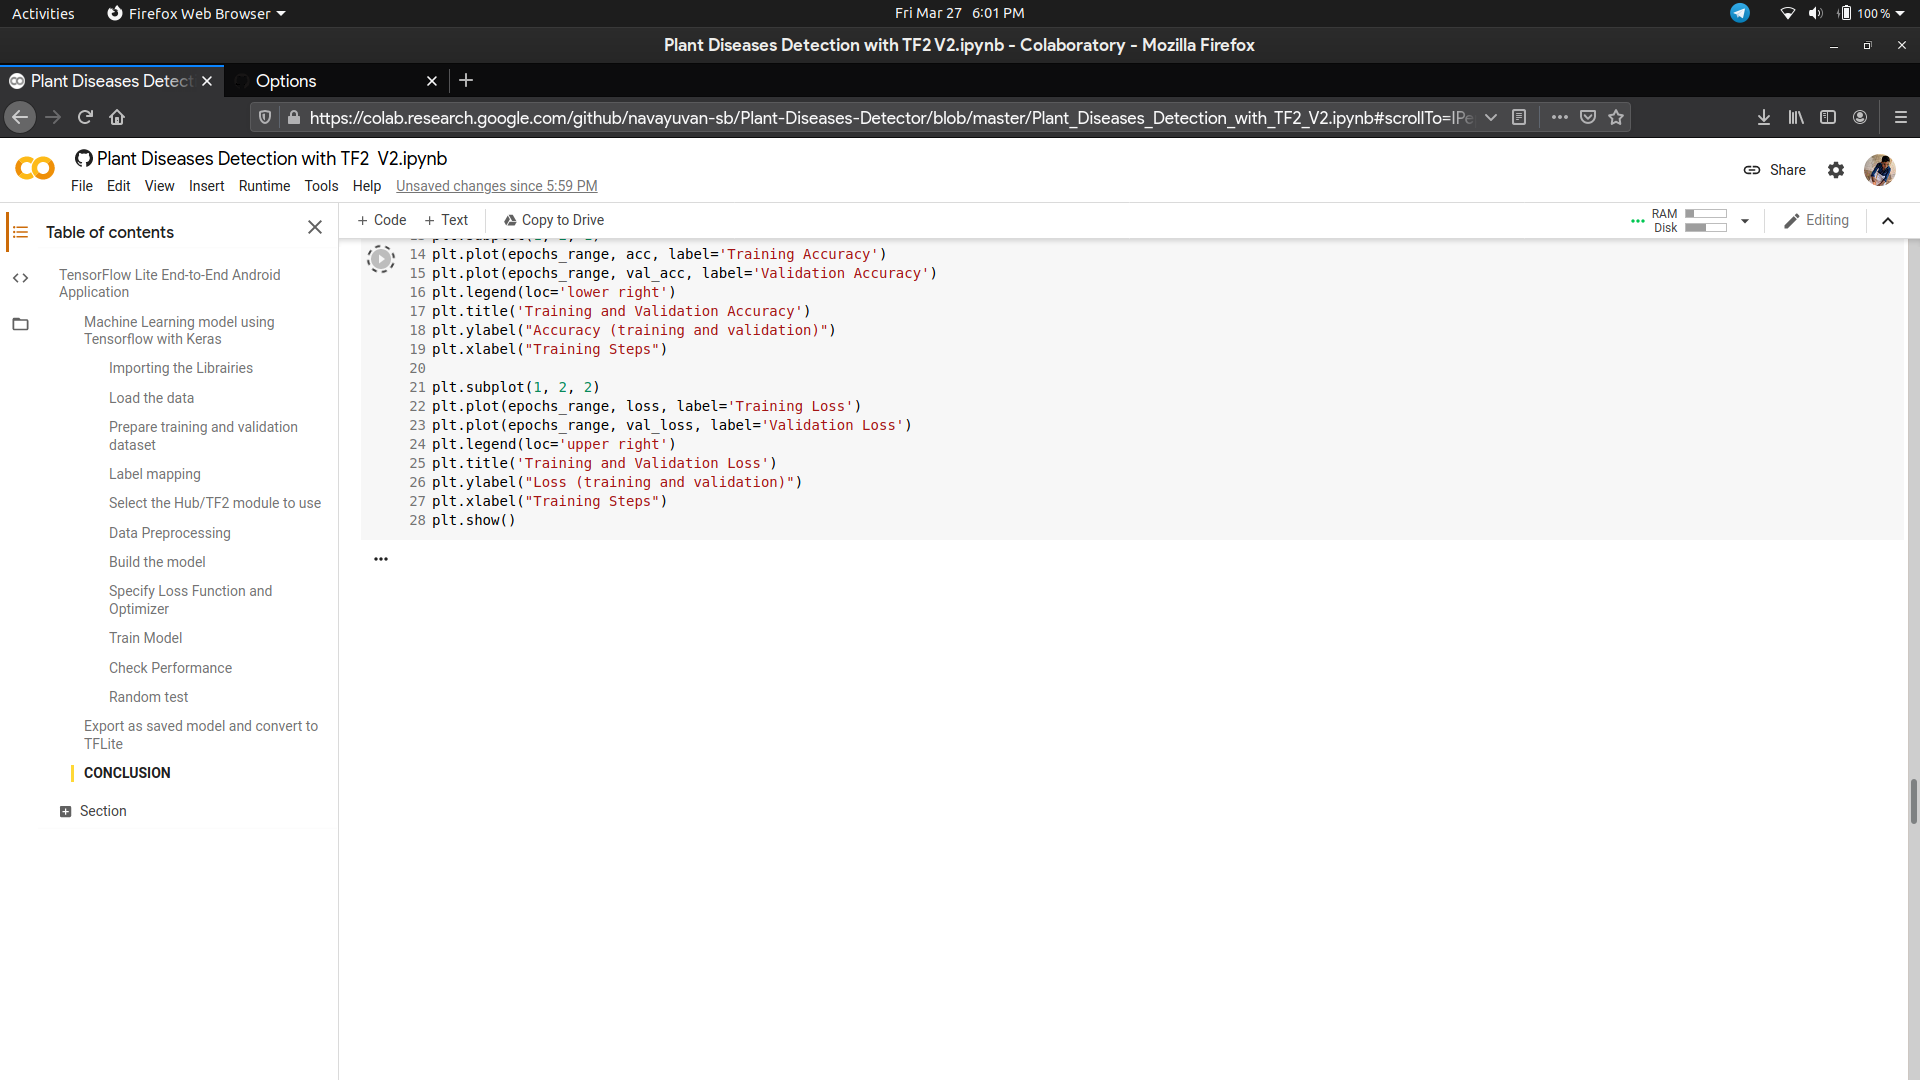 Activities
Firefox Web Browser
Fri Mar 27 6:01 PM
100 %
Plant Diseases Detection with TF2 V2.ipynb - Colaboratory - Mozilla Firefox
Plant Diseases Detect
Options
https://colab.research.google.com/github/navayuvan-sb/Plant-Diseases-Detector/blob/master/Plant_Diseases_Detection_with_TF2_V2.ipynb#scrollTo=IPe
Plant Diseases Detection with TF2 V2.ipynb
File Edit View Insert Runtime Tools Help Unsaved changes since 5:59 PM
Share
Table of contents
TensorFlow Lite End-to-End Android
Application
Machine Learning model using
Tensorflow with Keras
Importing the Librairies
Load the data
Prepare training and validation
dataset
Label mapping
Select the Hub/TF2 module to use
Data Preprocessing
Build the model
Specify Loss Function and
Optimizer
Train Model
Check Performance
Random test
Export as saved model and convert to
TFLite
CONCLUSION
Section
+ Code + Text Copy to Drive
RAM
Disk
Editing
14 plt.plot(epochs_range, acc, label='Training Accuracy')
15 plt.plot(epochs_range, val_acc, label='Validation Accuracy')
16 plt.legend(loc='lower right')
17 plt.title('Training and Validation Accuracy')
18 plt.ylabel("Accuracy (training and validation)")
19 plt.xlabel("Training Steps")
20
21 plt.subplot(1, 2, 2)
22 plt.plot(epochs_range, loss, label='Training Loss')
23 plt.plot(epochs_range, val_loss, label='Validation Loss')
24 plt.legend(loc='upper right')
25 plt.title('Training and Validation Loss')
26 plt.ylabel("Loss (training and validation)")
27 plt.xlabel("Training Steps")
28 plt.show()